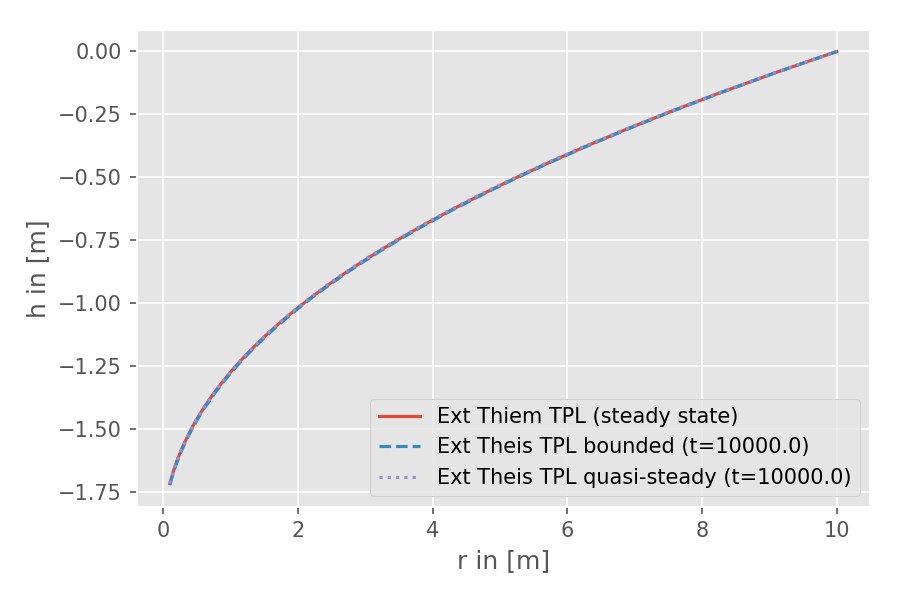 0.00
−0.25
−0.50
−0.75
−1.00
−1.25
−1.50
−1.75
h in [m]
Ext Thiem TPL (steady state)
Ext Theis TPL bounded (t=10000.0)
Ext Theis TPL quasi-steady (t=10000.0)
0 2 4 6 8 10
r in [m]